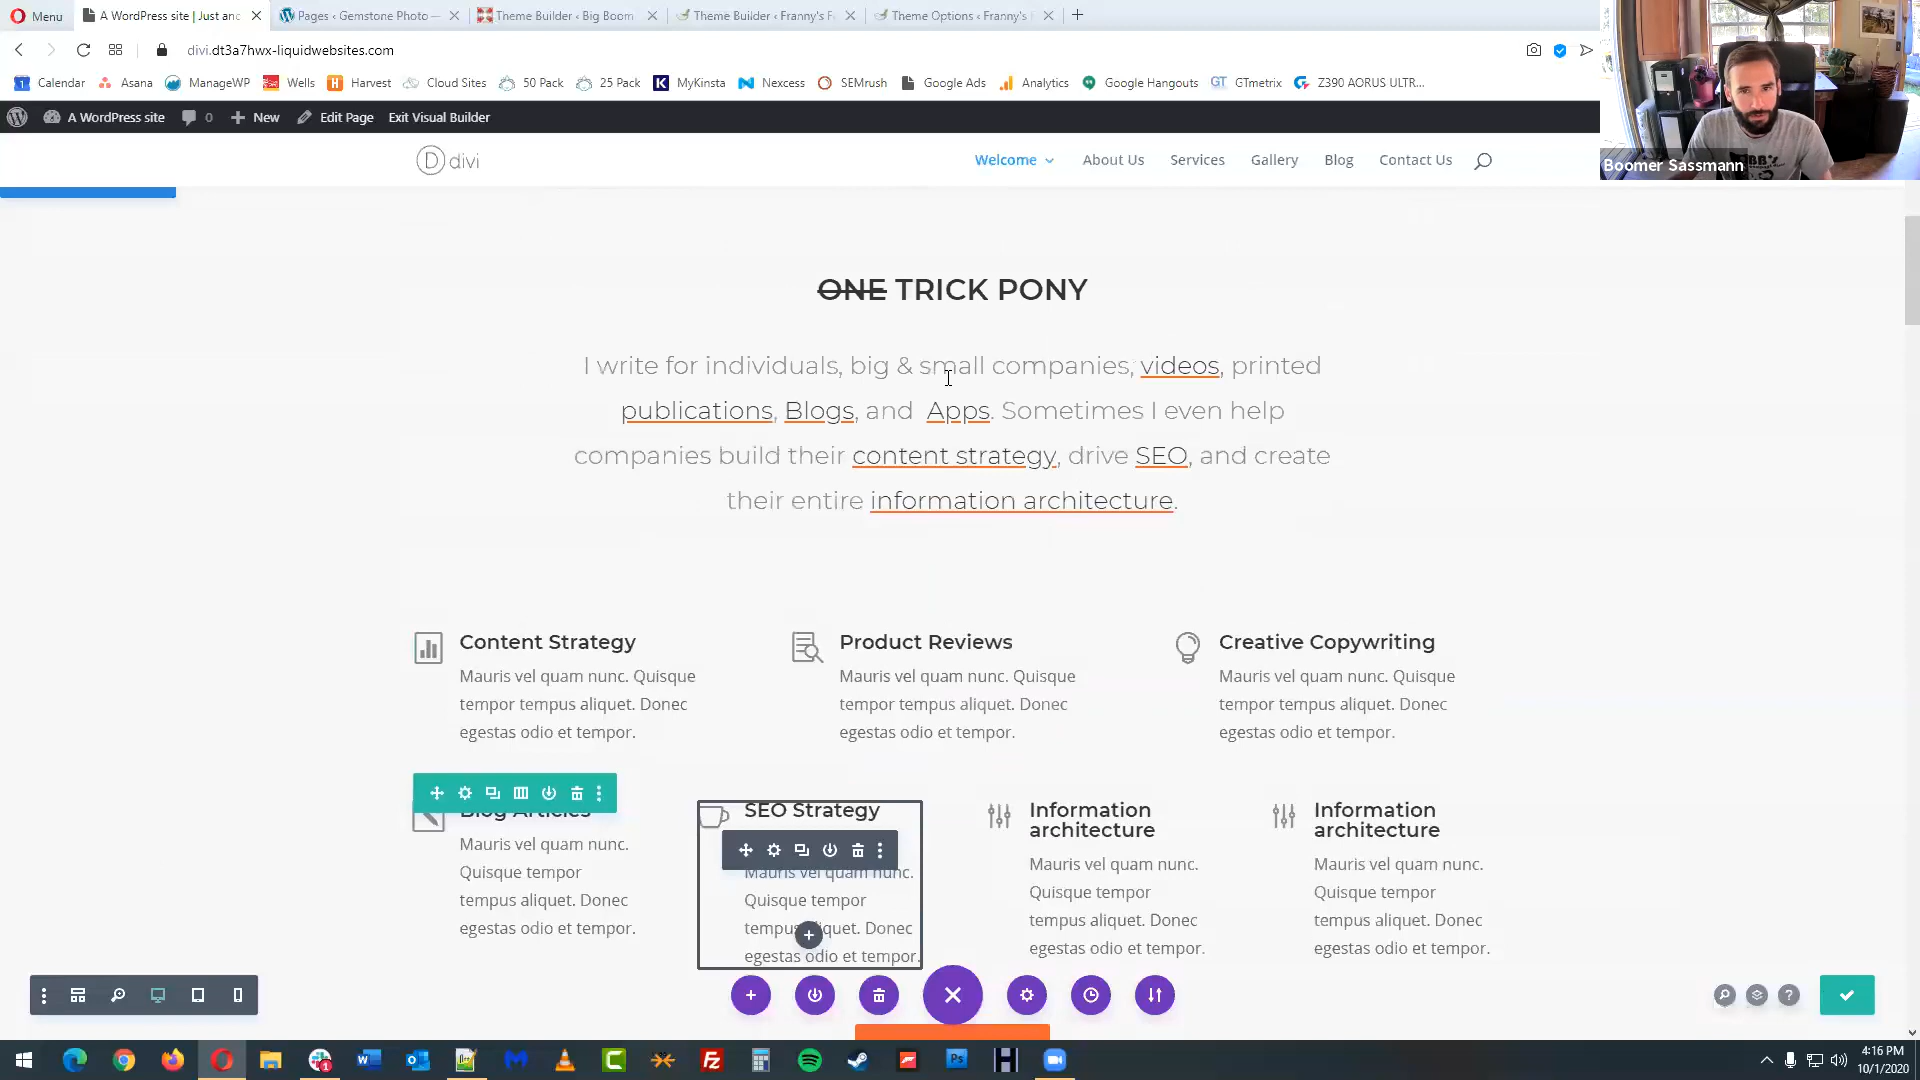 Menu
A WordPress site | Just anc
Pages ‹ Gemstone Photo —
Theme Builder ‹ Big Boom
Theme Builder ‹ Franny's F
Theme Options ‹ Franny's
divi.dt3a7hwx-liquidwebsites.com
Calendar
Asana
ManageWP
Wells
Harvest
Cloud Sites
50 Pack
25 Pack
MyKinsta
Nexcess
SEMrush
Google Ads
Analytics
Google Hangouts
GTmetrix
Z390 AORUS ULTR...
A WordPress site
0
New
Edit Page
Exit Visual Builder
Boomer Sassmann
D divi
Welcome
About Us
Services
Gallery
Blog
Contact Us
ONE TRICK PONY
I write for individuals, big & small companies, videos, printed
publications, Blogs, and Apps. Sometimes I even help
companies build their content strategy, drive SEO, and create
their entire information architecture.
Content Strategy
Mauris vel quam nunc. Quisque
tempor tempus aliquet. Donec
egestas odio et tempor.
Product Reviews
Mauris vel quam nunc. Quisque
tempor tempus aliquet. Donec
egestas odio et tempor.
Creative Copywriting
Mauris vel quam nunc. Quisque
tempor tempus aliquet. Donec
egestas odio et tempor.
Blog Articles
Mauris vel quam nunc.
Quisque tempor
tempus aliquet. Donec
egestas odio et tempor.
SEO Strategy
Mauris vel quam nunc.
Quisque tempor
tempus aliquet. Donec
egestas odio et tempor.
Information
architecture
Mauris vel quam nunc.
Quisque tempor
tempus aliquet. Donec
egestas odio et tempor.
Information
architecture
Mauris vel quam nunc.
Quisque tempor
tempus aliquet. Donec
egestas odio et tempor.
4:16 PM
10/1/2020